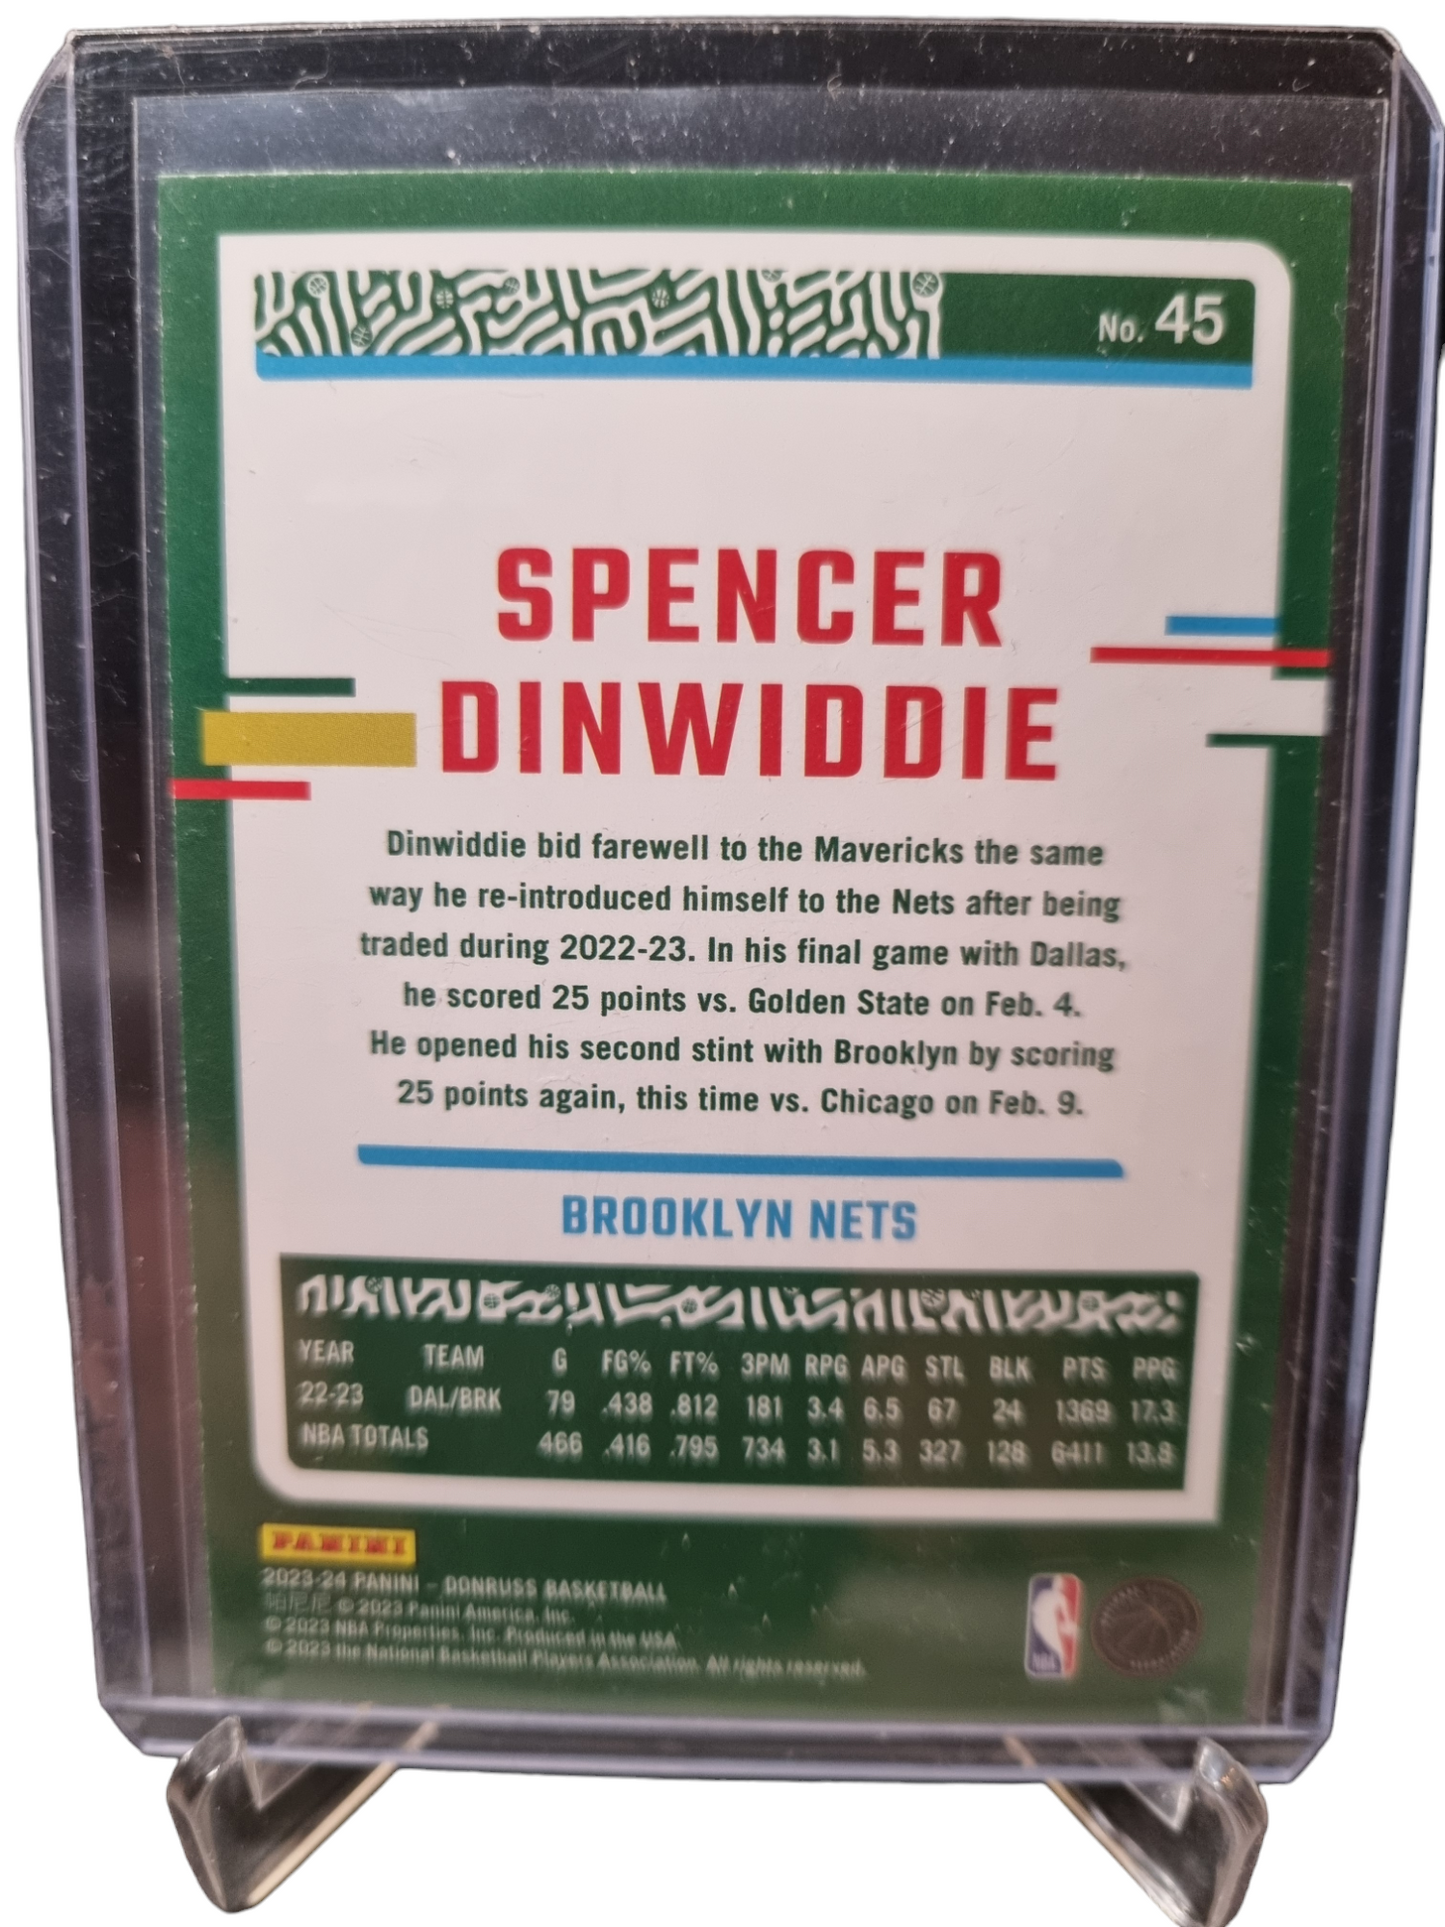 No. 45
SPENCER
DINWIDDIE
Dinwiddie bid farewell to the Mavericks the same
way he re-introduced himself to the Nets after being
traded during 2022-23. In his final game with Dallas,
he scored 25 points vs. Golden State on Feb. 4.
He opened his second stint with Brooklyn by scoring
25 points again, this time vs. Chicago on Feb. 9.
BROOKLYN NETS
YEAR TEAM G FG% FT% 3PM RPG APG STL BLK PTS PPG
22-23 DAL/BRK 79 .438 .812 181 3.4 6.5 67 24 1369 17.3
NBA TOTALS 466 .416 .795 734 3.1 5.3 327 128 6411 13.8
PANINI
2023-24 PANINI – DONRUSS BASKETBALL
帕尼尼 © 2023 Panini America, Inc.
© 2023 NBA Properties, Inc. Produced in the USA.
© 2023 the National Basketball Players Association. All rights reserved.
NBA